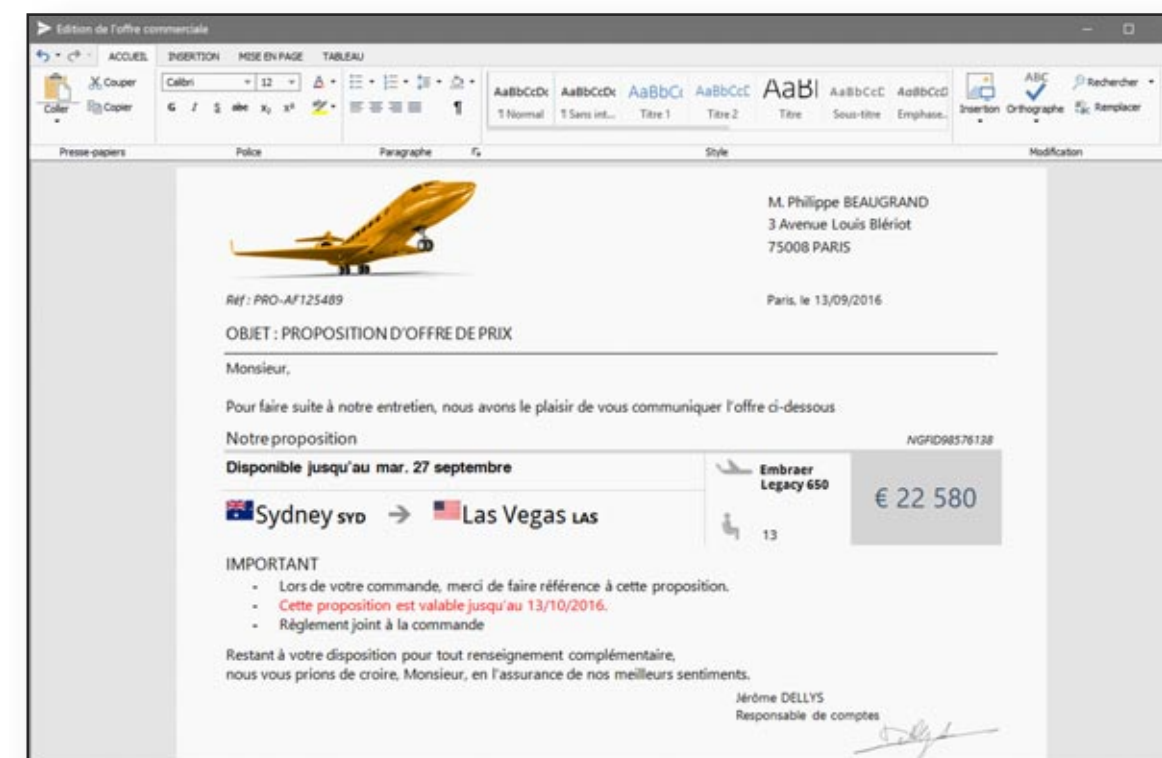 Edition de l'offre commerciale
ACCUEIL INSERTION MISE EN PAGE TABLEAU
Coller Couper Copier
Calibri 12
G I S abc x₂ x²
AaBbCcDc AaBbCcDc AaBbCc AaBbCcC AaBl AaBbCcC AaBbCcD
¶ Normal ¶ Sans int... Titre 1 Titre 2 Titre Sous-titre Emphase...
Insertion ABC Orthographe
Rechercher
Remplacer
Presse-papiers Police Paragraphe Style Modification
M. Philippe BEAUGRAND
3 Avenue Louis Blériot
75008 PARIS
Réf : PRO-AF125489 Paris, le 13/09/2016
OBJET : PROPOSITION D'OFFRE DE PRIX
Monsieur,
Pour faire suite à notre entretien, nous avons le plaisir de vous communiquer l'offre ci-dessous
Notre proposition NGFID98576138
Disponible jusqu'au mar. 27 septembre
Embraer
Legacy 650
€ 22 580
Sydney SYD → Las Vegas LAS
13
IMPORTANT
- Lors de votre commande, merci de faire référence à cette proposition.
- Cette proposition est valable jusqu'au 13/10/2016.
- Règlement joint à la commande
Restant à votre disposition pour tout renseignement complémentaire,
nous vous prions de croire, Monsieur, en l'assurance de nos meilleurs sentiments.
Jérôme DELLYS
Responsable de comptes